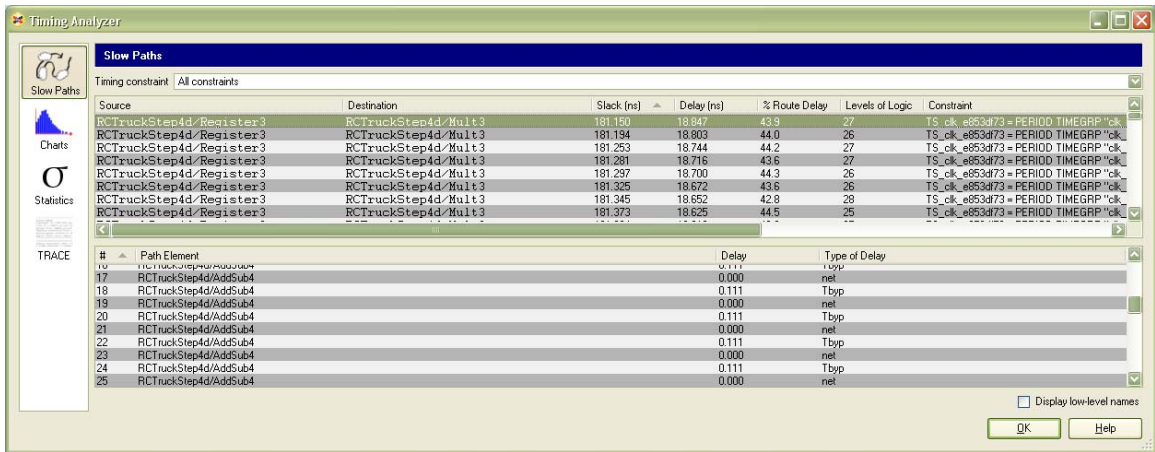 Timing Analyzer
Slow Paths
Charts
Statistics
TRACE
Slow Paths
Timing constraint All constraints
Source Destination Slack (ns) Delay (ns) % Route Delay Levels of Logic Constraint
RCTruckStep4d/Register3 RCTruckStep4d/Mult3 181.150 18.847 43.9 27 TS_clk_e853df73 = PERIOD TIMEGRP "clk_
RCTruckStep4d/Register3 RCTruckStep4d/Mult3 181.194 18.803 44.0 26 TS_clk_e853df73 = PERIOD TIMEGRP "clk_
RCTruckStep4d/Register3 RCTruckStep4d/Mult3 181.253 18.744 44.2 27 TS_clk_e853df73 = PERIOD TIMEGRP "clk_
RCTruckStep4d/Register3 RCTruckStep4d/Mult3 181.281 18.716 43.6 27 TS_clk_e853df73 = PERIOD TIMEGRP "clk_
RCTruckStep4d/Register3 RCTruckStep4d/Mult3 181.297 18.700 44.3 26 TS_clk_e853df73 = PERIOD TIMEGRP "clk_
RCTruckStep4d/Register3 RCTruckStep4d/Mult3 181.325 18.672 43.6 26 TS_clk_e853df73 = PERIOD TIMEGRP "clk_
RCTruckStep4d/Register3 RCTruckStep4d/Mult3 181.345 18.652 42.8 28 TS_clk_e853df73 = PERIOD TIMEGRP "clk_
RCTruckStep4d/Register3 RCTruckStep4d/Mult3 181.373 18.625 44.5 25 TS_clk_e853df73 = PERIOD TIMEGRP "clk_
# Path Element Delay Type of Delay
16 RCTruckStep4d/AddSub4 0.111 Tbyp
17 RCTruckStep4d/AddSub4 0.000 net
18 RCTruckStep4d/AddSub4 0.111 Tbyp
19 RCTruckStep4d/AddSub4 0.000 net
20 RCTruckStep4d/AddSub4 0.111 Tbyp
21 RCTruckStep4d/AddSub4 0.000 net
22 RCTruckStep4d/AddSub4 0.111 Tbyp
23 RCTruckStep4d/AddSub4 0.000 net
24 RCTruckStep4d/AddSub4 0.111 Tbyp
25 RCTruckStep4d/AddSub4 0.000 net
Display low-level names
OK Help